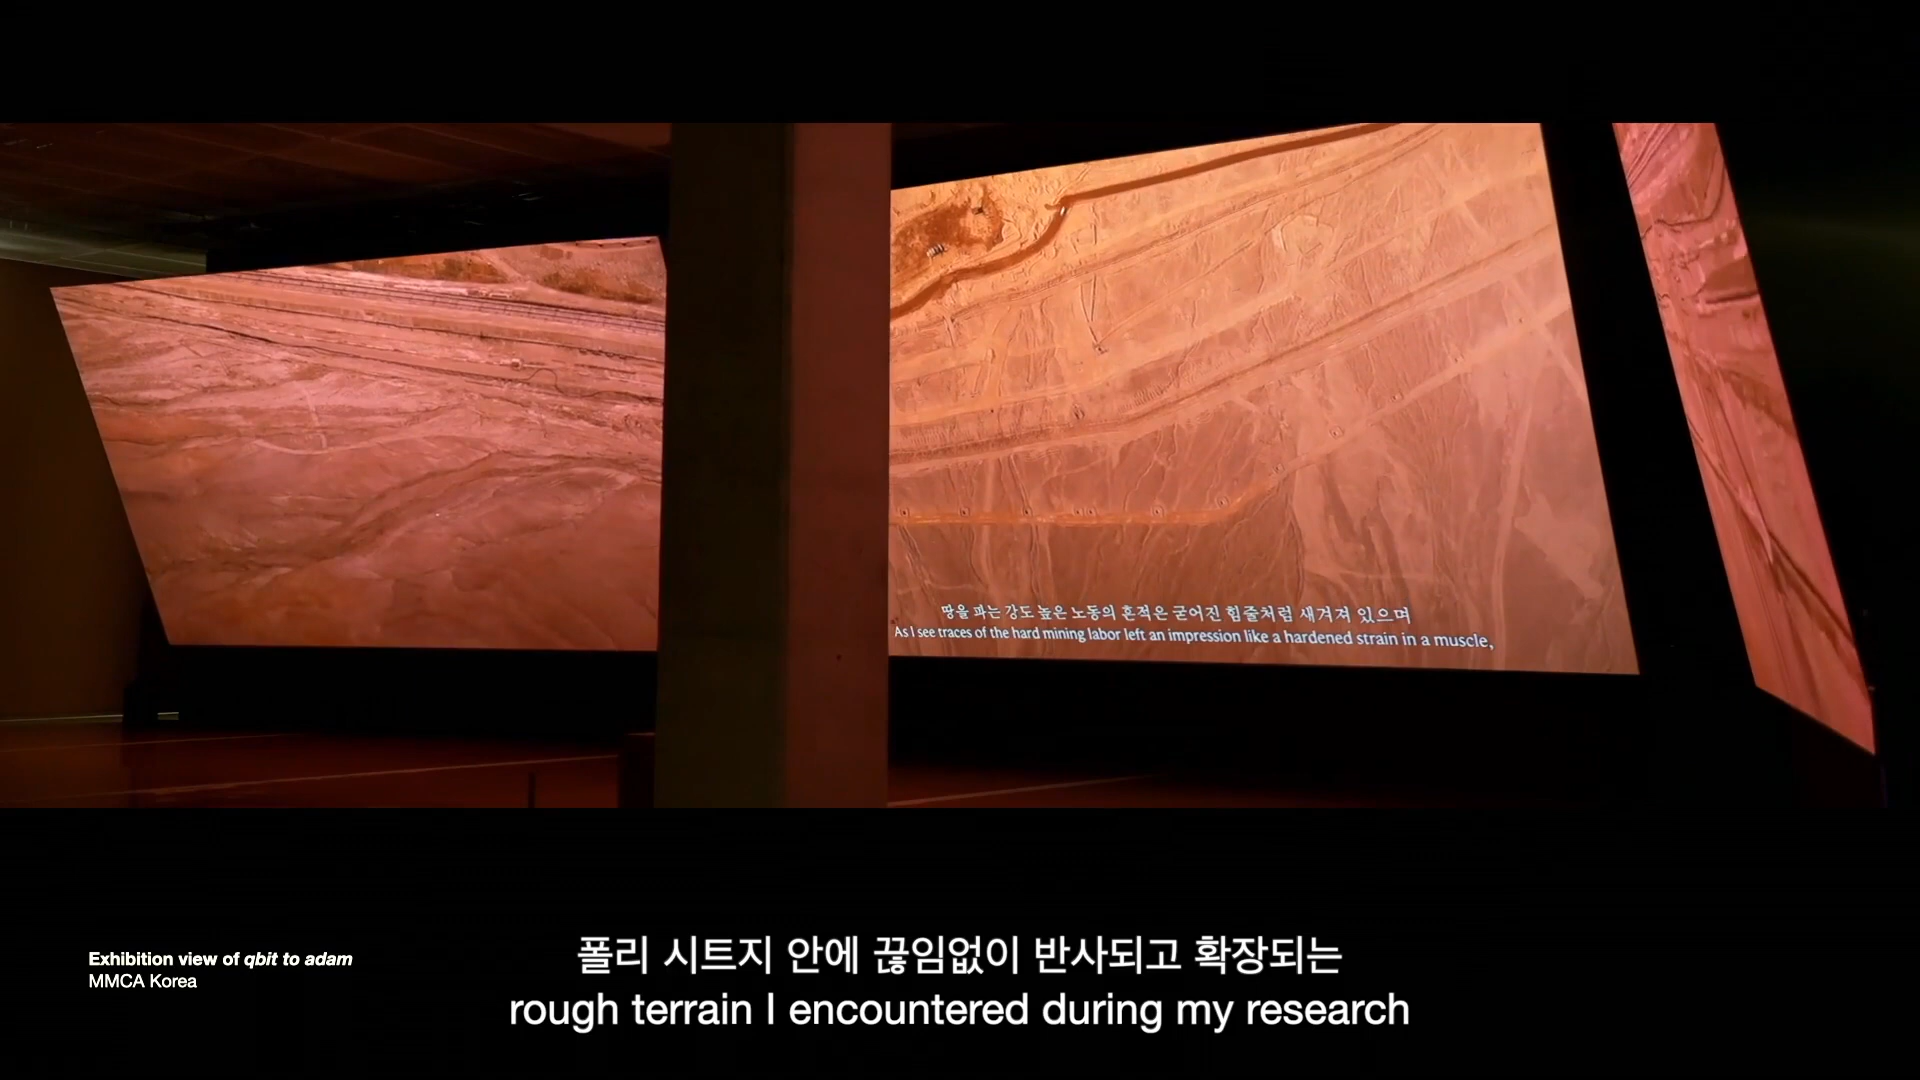 땅을 파는 강도 높은 노동의 흔적은 굳어진 힘줄처럼 새겨져 있으며
As I see traces of the hard mining labor left an impression like a hardened strain in a muscle,
폴리 시트지 안에 끊임없이 반사되고 확장되는
rough terrain I encountered during my research
Exhibition view of qbit to adam
MMCA Korea